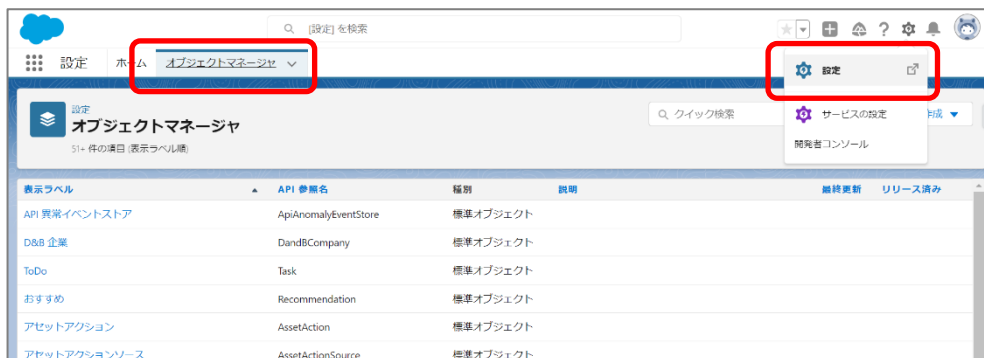 [設定] を検索
設定 ホーム オブジェクトマネージャ
設定
サービスの設定
開発者コンソール
設定
オブジェクトマネージャ
51+ 件の項目 (表示ラベル順)
クイック検索
作成
表示ラベル API 参照名 種別 説明 最終更新 リリース済み
API 異常イベントストア ApiAnomalyEventStore 標準オブジェクト
D&B 企業 DandBCompany 標準オブジェクト
ToDo Task 標準オブジェクト
おすすめ Recommendation 標準オブジェクト
アセットアクション AssetAction 標準オブジェクト
アセットアクションソース AssetActionSource 標準オブジェクト